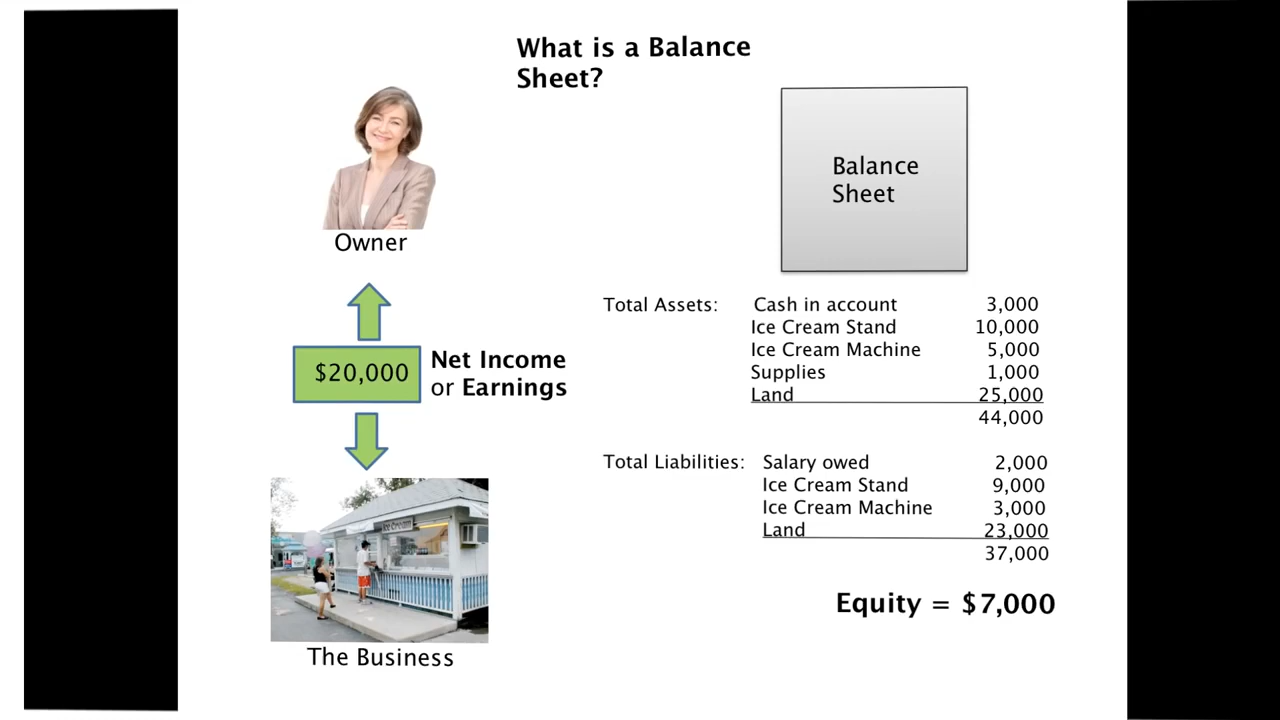 What is a Balance
Sheet?
Balance
Sheet
Owner
$20,000
Net Income
or Earnings
Ice Cream
The Business
Total Assets: Cash in account 3,000
Ice Cream Stand 10,000
Ice Cream Machine 5,000
Supplies 1,000
Land 25,000
44,000
Total Liabilities: Salary owed 2,000
Ice Cream Stand 9,000
Ice Cream Machine 3,000
Land 23,000
37,000
Equity = $7,000